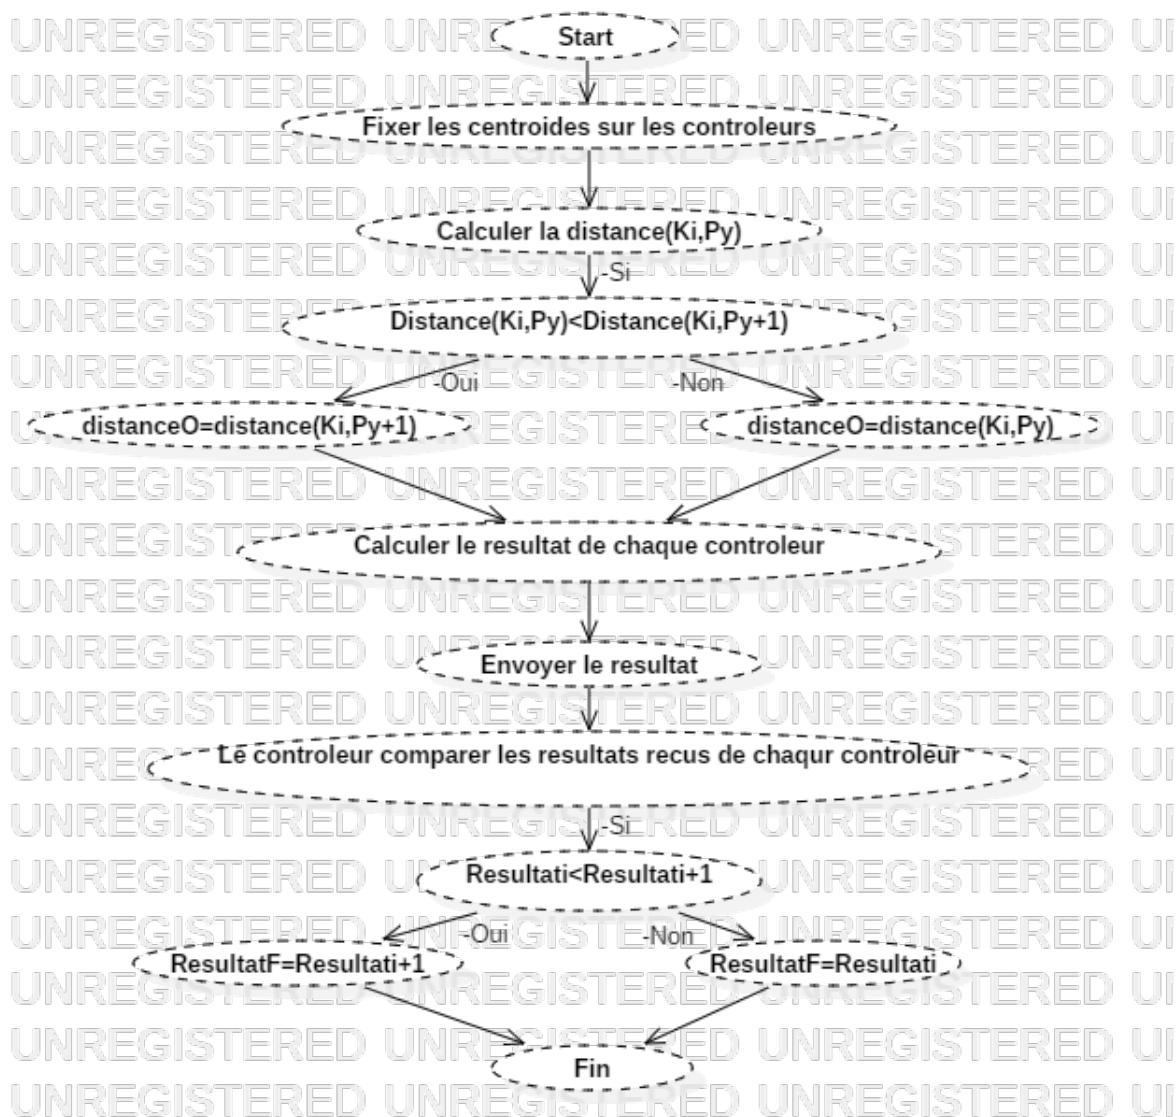 Start
Fixer les centroides sur les controleurs
Calculer la distance(Ki,Py)
-Si
Distance(Ki,Py)<Distance(Ki,Py+1)
-Oui
-Non
distanceO=distance(Ki,Py+1)
distanceO=distance(Ki,Py)
Calculer le resultat de chaque controleur
Envoyer le resultat
Le controleur comparer les resultats recus de chaqur controleur
-Si
Resultati<Resultati+1
-Oui
-Non
ResultatF=Resultati+1
ResultatF=Resultati
Fin
UNREGISTERED